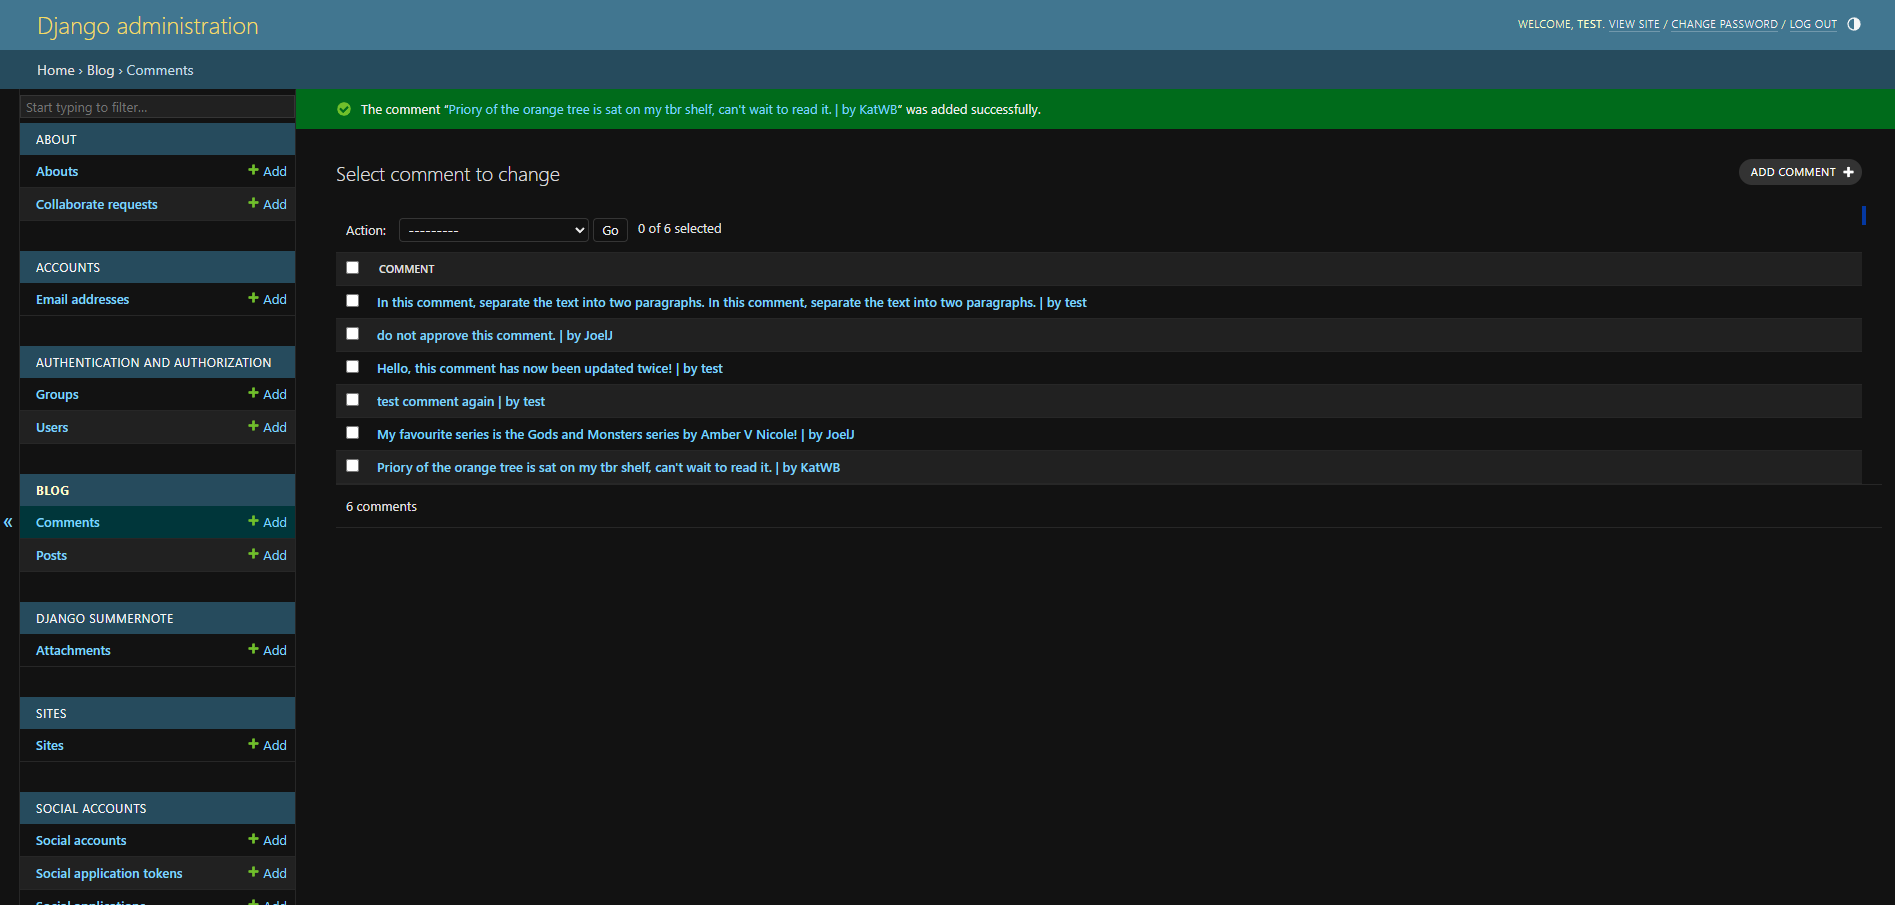 Django administration
WELCOME, TEST. VIEW SITE / CHANGE PASSWORD / LOG OUT
Home › Blog › Comments
Start typing to filter...
ABOUT
Abouts
Add
Collaborate requests
Add
ACCOUNTS
Email addresses
Add
AUTHENTICATION AND AUTHORIZATION
Groups
Add
Users
Add
BLOG
Comments
Add
Posts
Add
DJANGO SUMMERNOTE
Attachments
Add
SITES
Sites
Add
SOCIAL ACCOUNTS
Social accounts
Add
Social application tokens
Add
Social applications
Add
«
The comment “Priory of the orange tree is sat on my tbr shelf, can't wait to read it. | by KatWB” was added successfully.
Select comment to change
ADD COMMENT
Action: --------- Go 0 of 6 selected
COMMENT
In this comment, separate the text into two paragraphs. In this comment, separate the text into two paragraphs. | by test
do not approve this comment. | by JoelJ
Hello, this comment has now been updated twice! | by test
test comment again | by test
My favourite series is the Gods and Monsters series by Amber V Nicole! | by JoelJ
Priory of the orange tree is sat on my tbr shelf, can't wait to read it. | by KatWB
6 comments